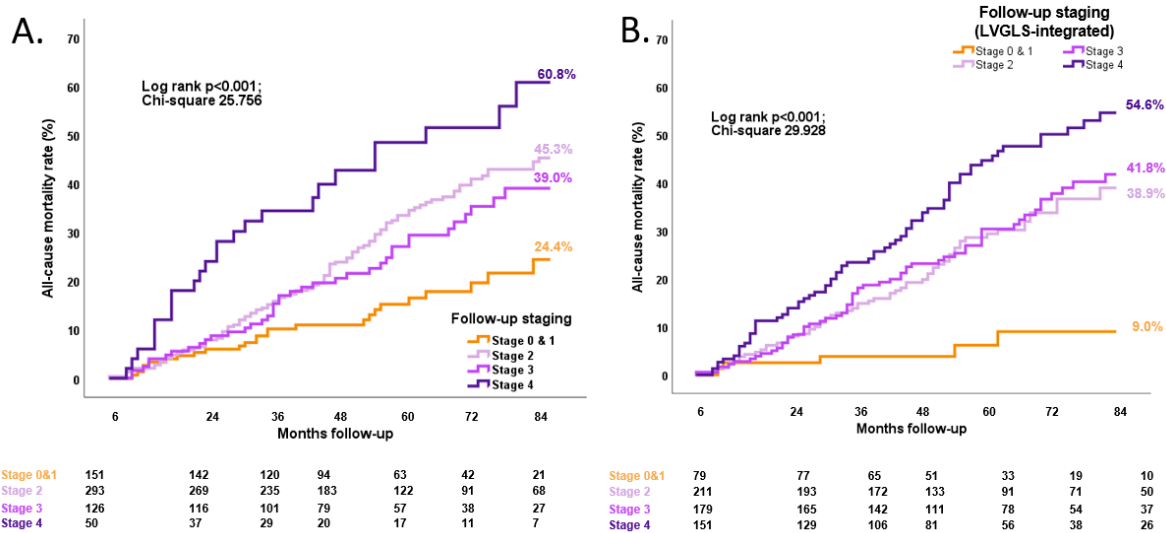 A.
70
60
50
40
30
20
10
0
All-cause mortality rate (%)
Log rank p<0.001;
Chi-square 25.756
60.8%
45.3%
39.0%
24.4%
Follow-up staging
Stage 0 & 1
Stage 2
Stage 3
Stage 4
6 24 36 48 60 72 84
Months follow-up
Stage 0&1 151 142 120 94 63 42 21
Stage 2 293 269 235 183 122 91 68
Stage 3 126 116 101 79 57 38 27
Stage 4 50 37 29 20 17 11 7
B.
Follow-up staging
(LVGLS-integrated)
Stage 0 & 1 Stage 3
Stage 2 Stage 4
70
60
50
40
30
20
10
0
All-cause mortality rate (%)
Log rank p<0.001;
Chi-square 29.928
54.6%
41.8%
38.9%
9.0%
6 24 36 48 60 72 84
Months follow-up
Stage 0&1 79 77 65 51 33 19 10
Stage 2 211 193 172 133 91 71 50
Stage 3 179 165 142 111 78 54 37
Stage 4 151 129 106 81 56 38 26